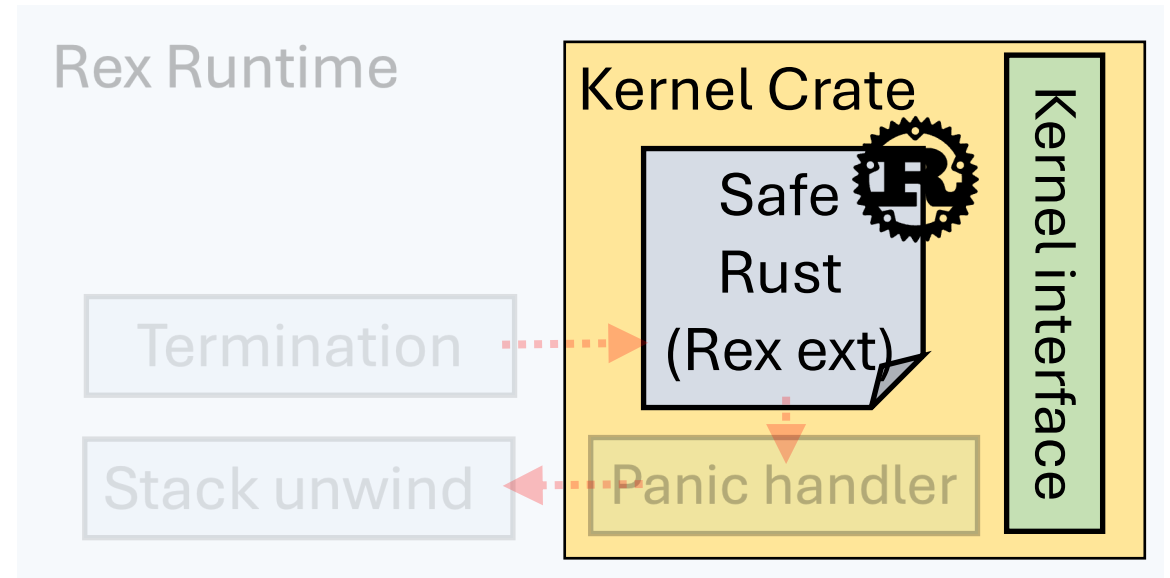 Rex Runtime
Kernel Crate
Safe
Rust
(Rex ext)
Kernel interface
Termination
Stack unwind
Panic handler